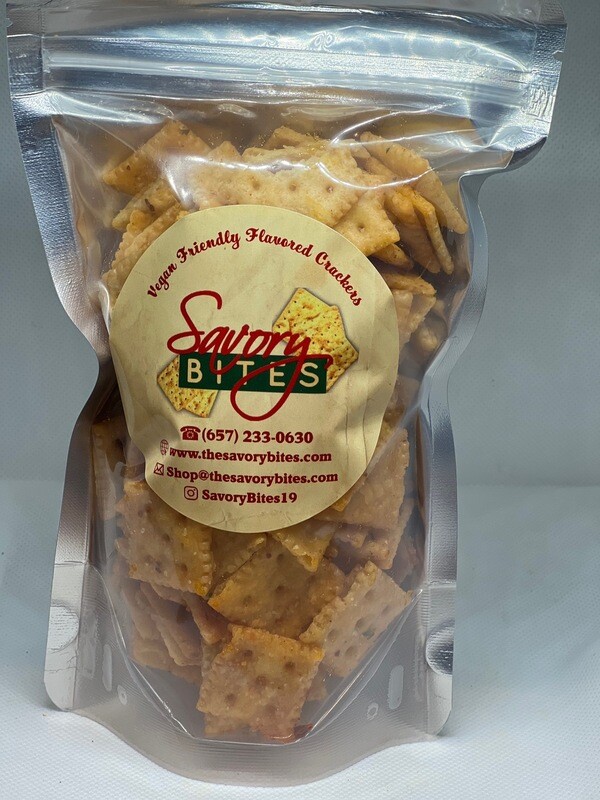 Vegan Friendly Flavored Crackers
Savory
BITES
(657) 233-0630
www.thesavorybites.com
Shop@thesavorybites.com
SavoryBites19